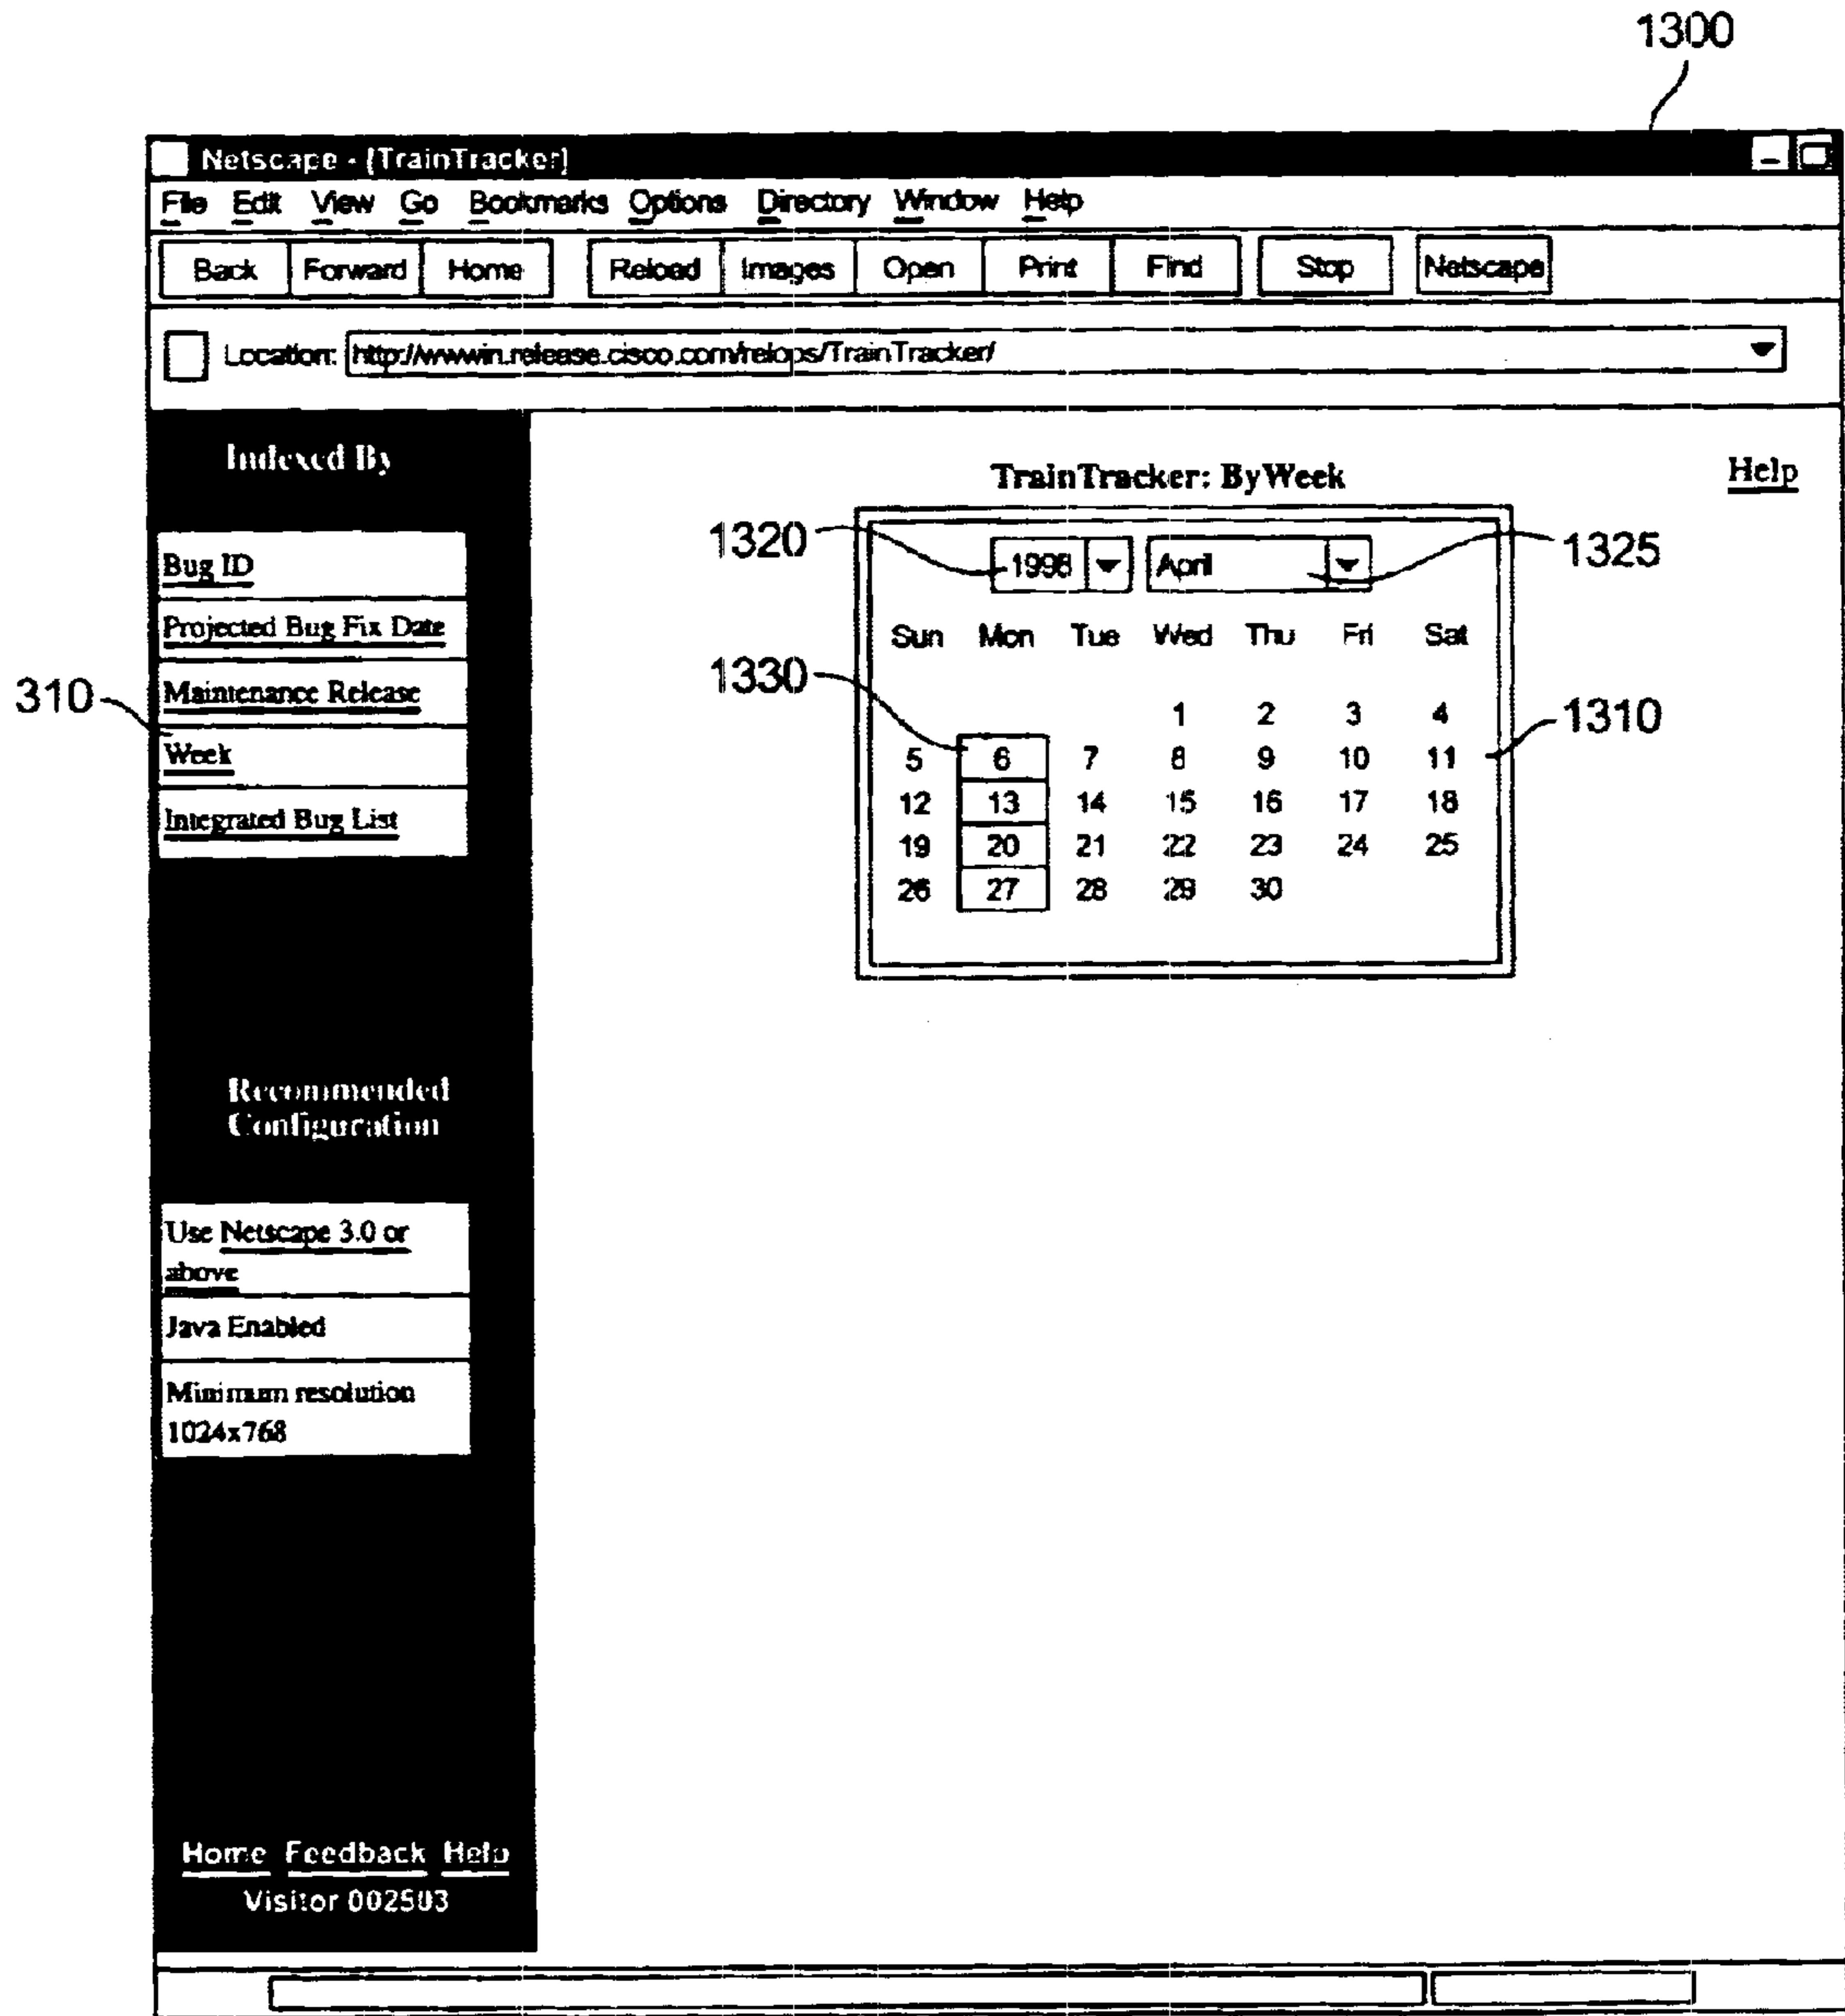 1300
Netscape - [TrainTracker]
File Edit View Go Bookmarks Options Directory Window Help
Back Forward Home Reload Images Open Print Find Stop Netscape
Location: http://wwwin.release.cisco.com/relops/TrainTracker/
Indexed By
Bug ID
Projected Bug Fix Date
Maintenance Release
Week
Integrated Bug List
310
TrainTracker: ByWeek
Help
1320
1998 April
1325
Sun Mon Tue Wed Thu Fri Sat
1330
1 2 3 4
1310
5 6 7 8 9 10 11
12 13 14 15 16 17 18
19 20 21 22 23 24 25
26 27 28 29 30
Recommended
Configuration
Use Netscape 3.0 or
above
Java Enabled
Minimum resolution
1024x768
Home Feedback Help
Visitor 002503